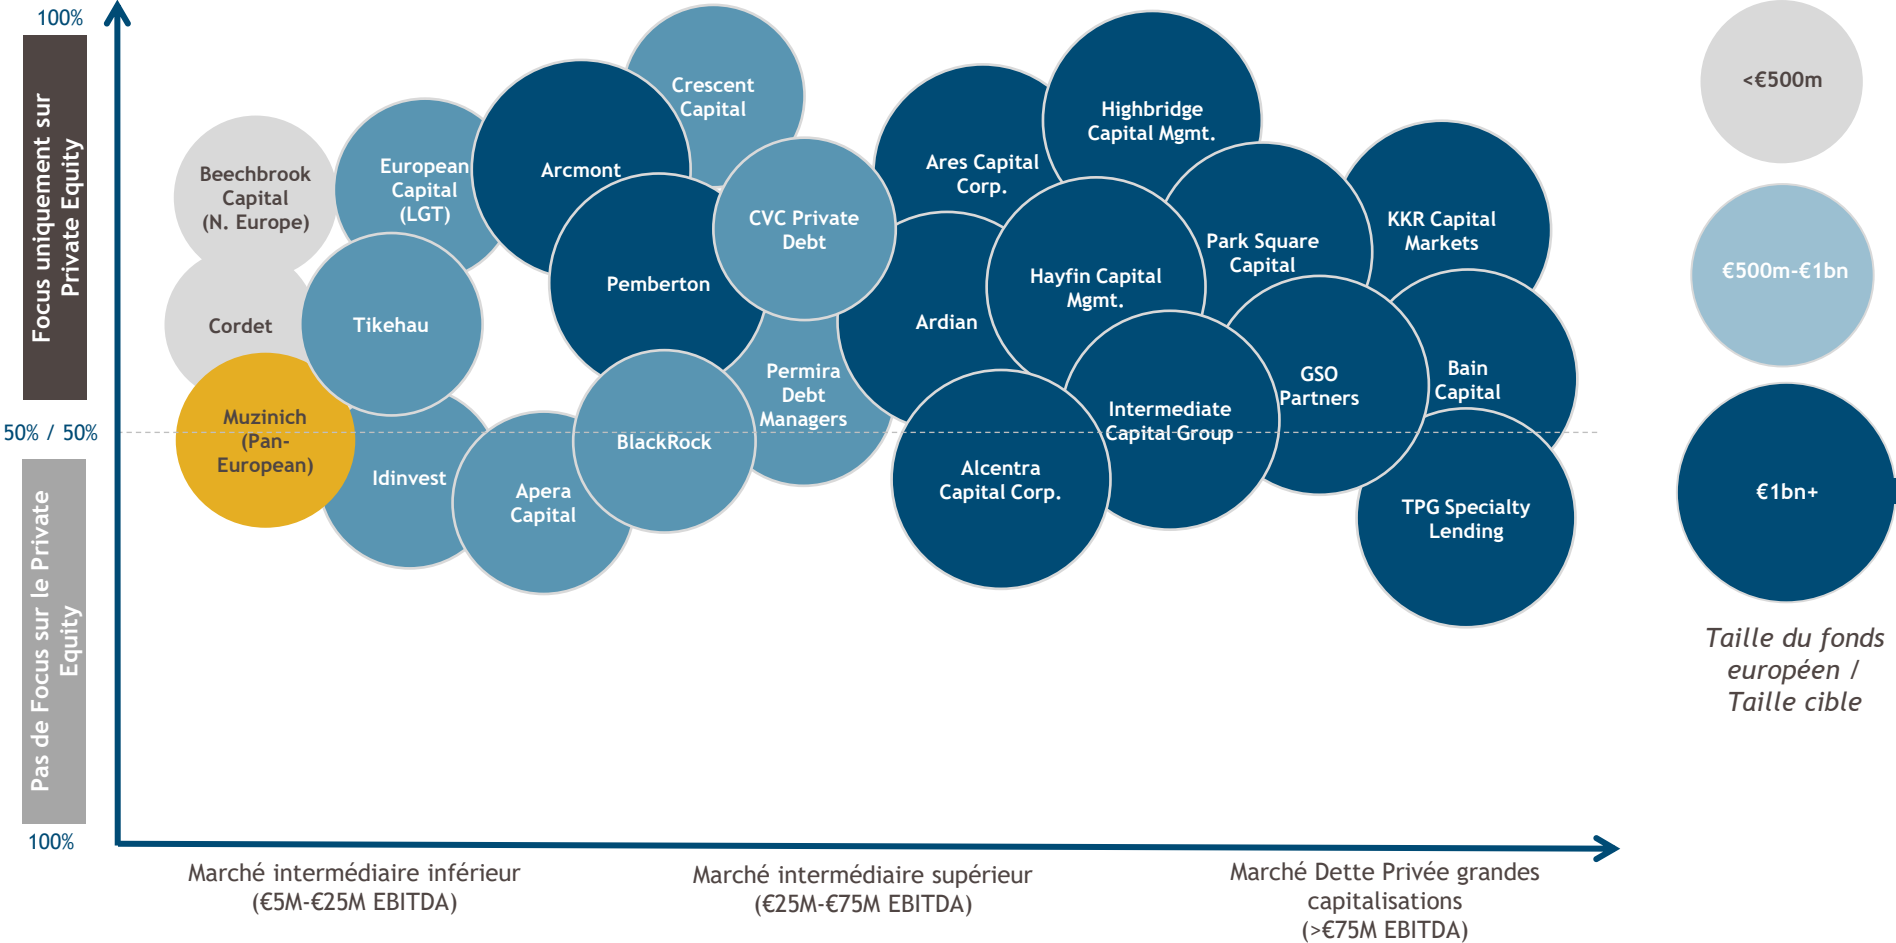 100%
Focus uniquement sur
Private Equity
50% / 50%
Pas de Focus sur le Private
Equity
100%
Crescent
Capital
Highbridge
Capital Mgmt.
Beechbrook
Capital
(N. Europe)
European
Capital
(LGT)
Arcmont
Ares Capital
Corp.
CVC Private
Debt
KKR Capital
Markets
Park Square
Capital
Pemberton
Hayfin Capital
Mgmt.
Cordet
Tikehau
Ardian
Permira
Debt
Managers
GSO
Partners
Bain
Capital
Muzinich
(Pan-
European)
Intermediate
Capital Group
BlackRock
Idinvest
Apera
Capital
Alcentra
Capital Corp.
TPG Specialty
Lending
Marché intermédiaire inférieur
(€5M-€25M EBITDA)
Marché intermédiaire supérieur
(€25M-€75M EBITDA)
Marché Dette Privée grandes
capitalisations
(>€75M EBITDA)
<€500m
€500m-€1bn
€1bn+
Taille du fonds
européen /
Taille cible